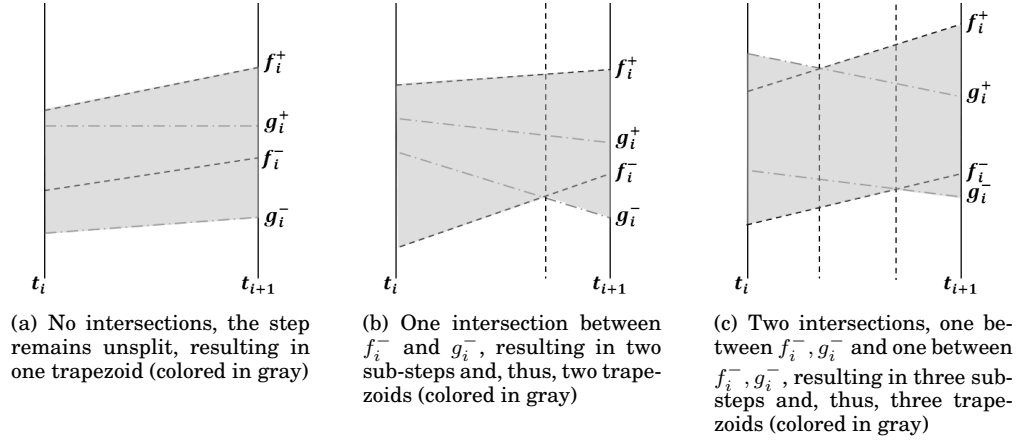 f_i^+
g_i^+
f_i^-
g_i^-
t_i t_{i+1}
(a) No intersections, the step
remains unsplit, resulting in
one trapezoid (colored in gray)
f_i^+
g_i^+
f_i^-
g_i^-
t_i t_{i+1}
(b) One intersection between
f_i^- and g_i^-, resulting in two
sub-steps and, thus, two trape-
zoids (colored in gray)
f_i^+
g_i^+
f_i^-
g_i^-
t_i t_{i+1}
(c) Two intersections, one be-
tween f_i^-, g_i^- and one between
f_i^-, g_i^-, resulting in three sub-
steps and, thus, three trape-
zoids (colored in gray)